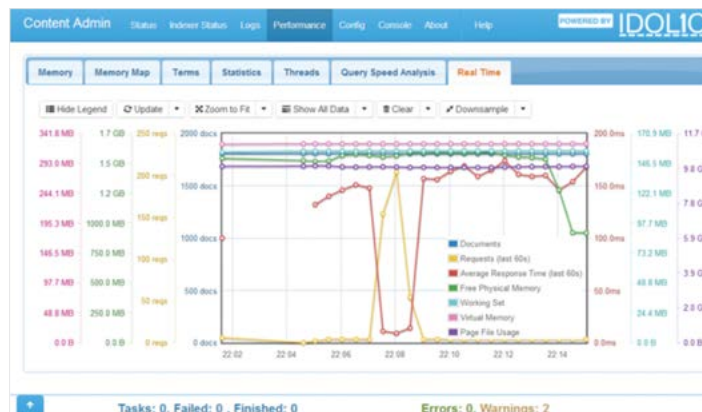 Content Admin Status Indexer Status Logs Performance Config Console About Help POWERED BY IDOL10
Memory Memory Map Terms Statistics Threads Query Speed Analysis Real Time
Hide Legend Update Zoom to Fit Show All Data Clear Downsample
341.8 MB 1.7 GB 250 reqs 2000 docs 200.0ms 170.9 MB 11.7
293.0 MB 1.5 GB 200 reqs 1500 docs 150.0ms 146.5 MB 9.8 GB
244.1 MB 1.2 GB 122.1 MB 7.8
195.3 MB 1000.0 MB 150 reqs 1000 docs 100.0ms 97.7 MB 5.9
146.5 MB 750.0 MB 100 reqs 73.2 MB
97.7 MB 500.0 MB 50 reqs 500 docs 50.0ms 48.8 MB 3.9
48.8 MB 250.0 MB 24.4 MB 2.0
0.0 B 0.0 B 0 reqs 0 docs 0.0ms 0.0 B 0.0
Documents
Requests (last 60s)
Average Response Time (last 60s)
Free Physical Memory
Working Set
Virtual Memory
Page File Usage
22:02 22:04 22:06 22:08 22:10 22:12 22:14
Tasks: 0, Failed: 0 , Finished: 0 Errors: 0, Warnings: 2